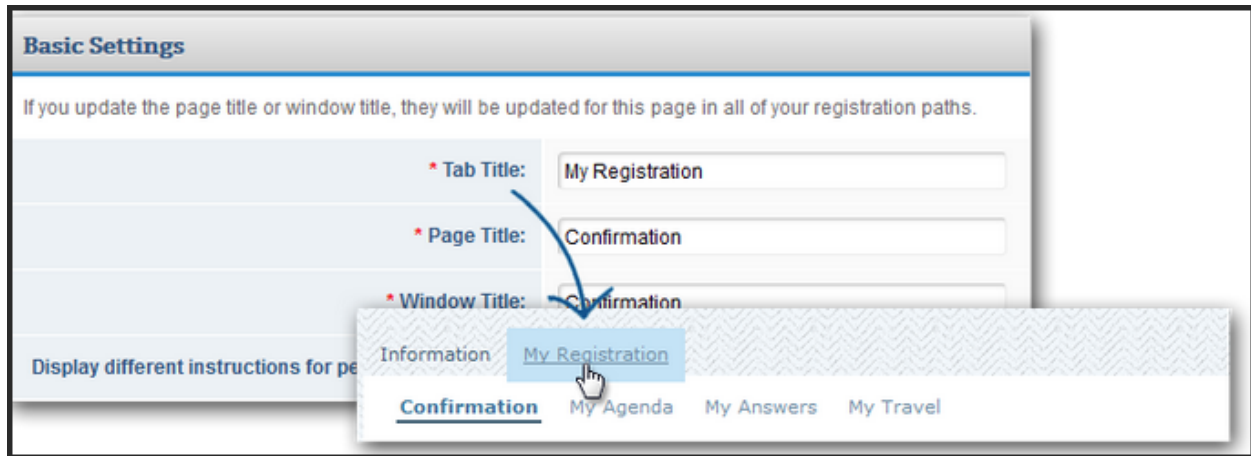 Basic Settings
If you update the page title or window title, they will be updated for this page in all of your registration paths.
* Tab Title: My Registration
* Page Title: Confirmation
* Window Title: Confirmation
Display different instructions for pe
Information My Registration
Confirmation My Agenda My Answers My Travel